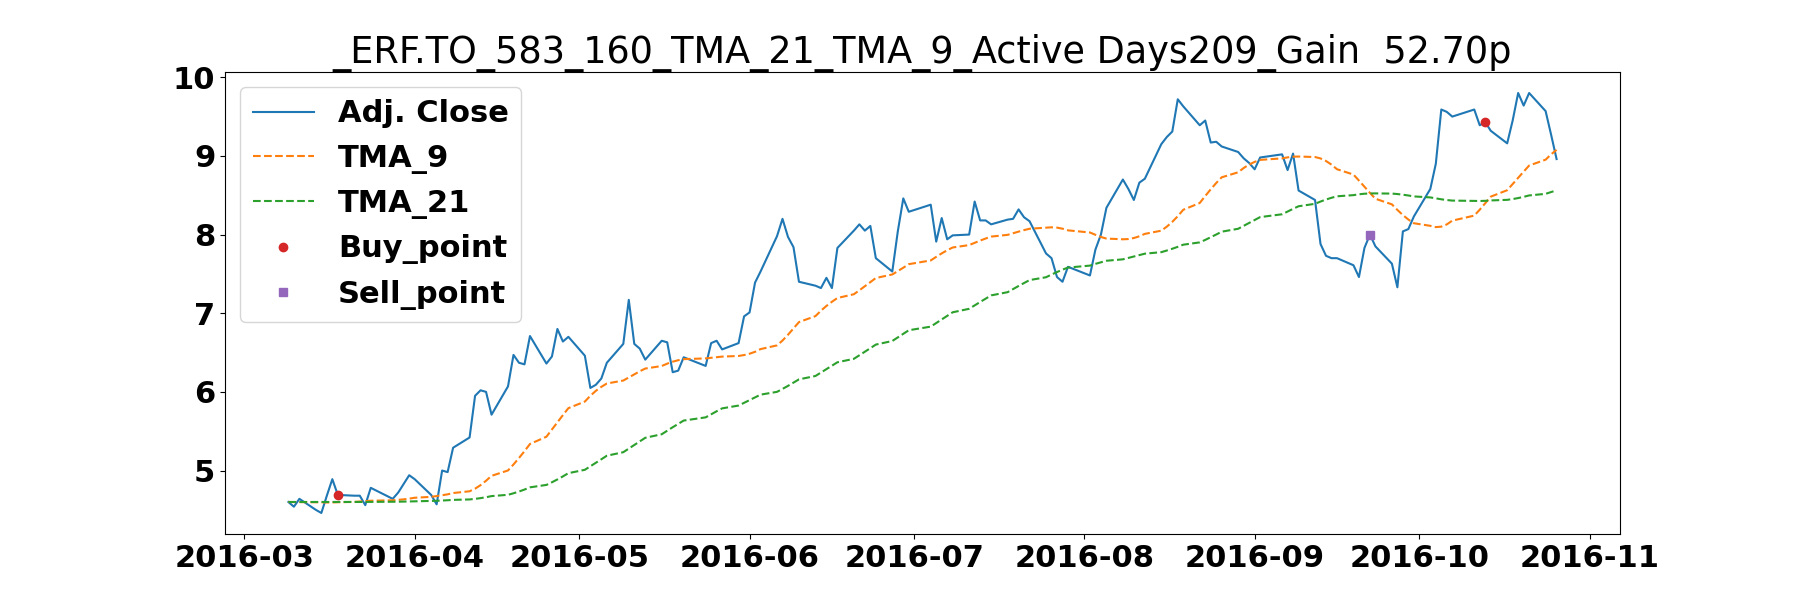 _ERF.TO_583_160_TMA_21_TMA_9_Active Days209_Gain  52.70p
10
9
8
7
6
5
Adj. Close
TMA_9
TMA_21
Buy_point
Sell_point
2016-03 2016-04 2016-05 2016-06 2016-07 2016-08 2016-09 2016-10 2016-11